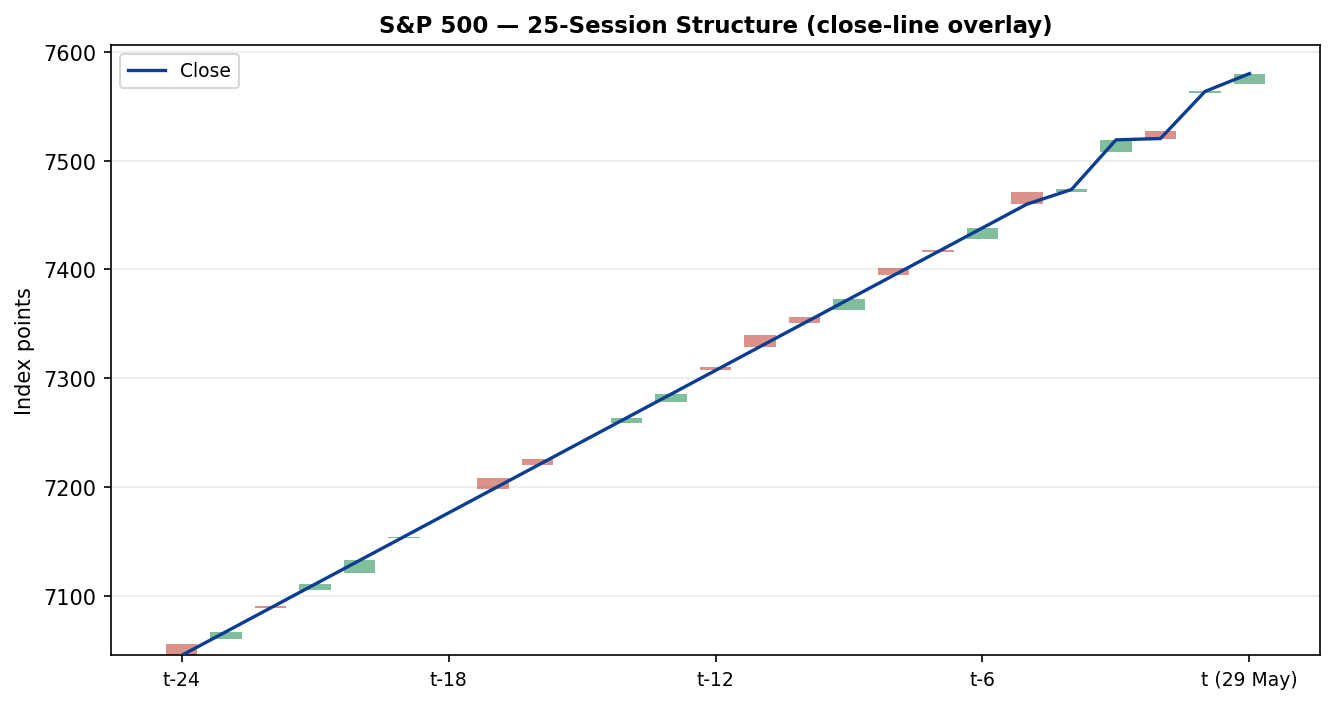 S&P 500 — 25-Session Structure (close-line overlay)
Close
Index points
7600
7500
7400
7300
7200
7100
t-24 t-18 t-12 t-6 t (29 May)